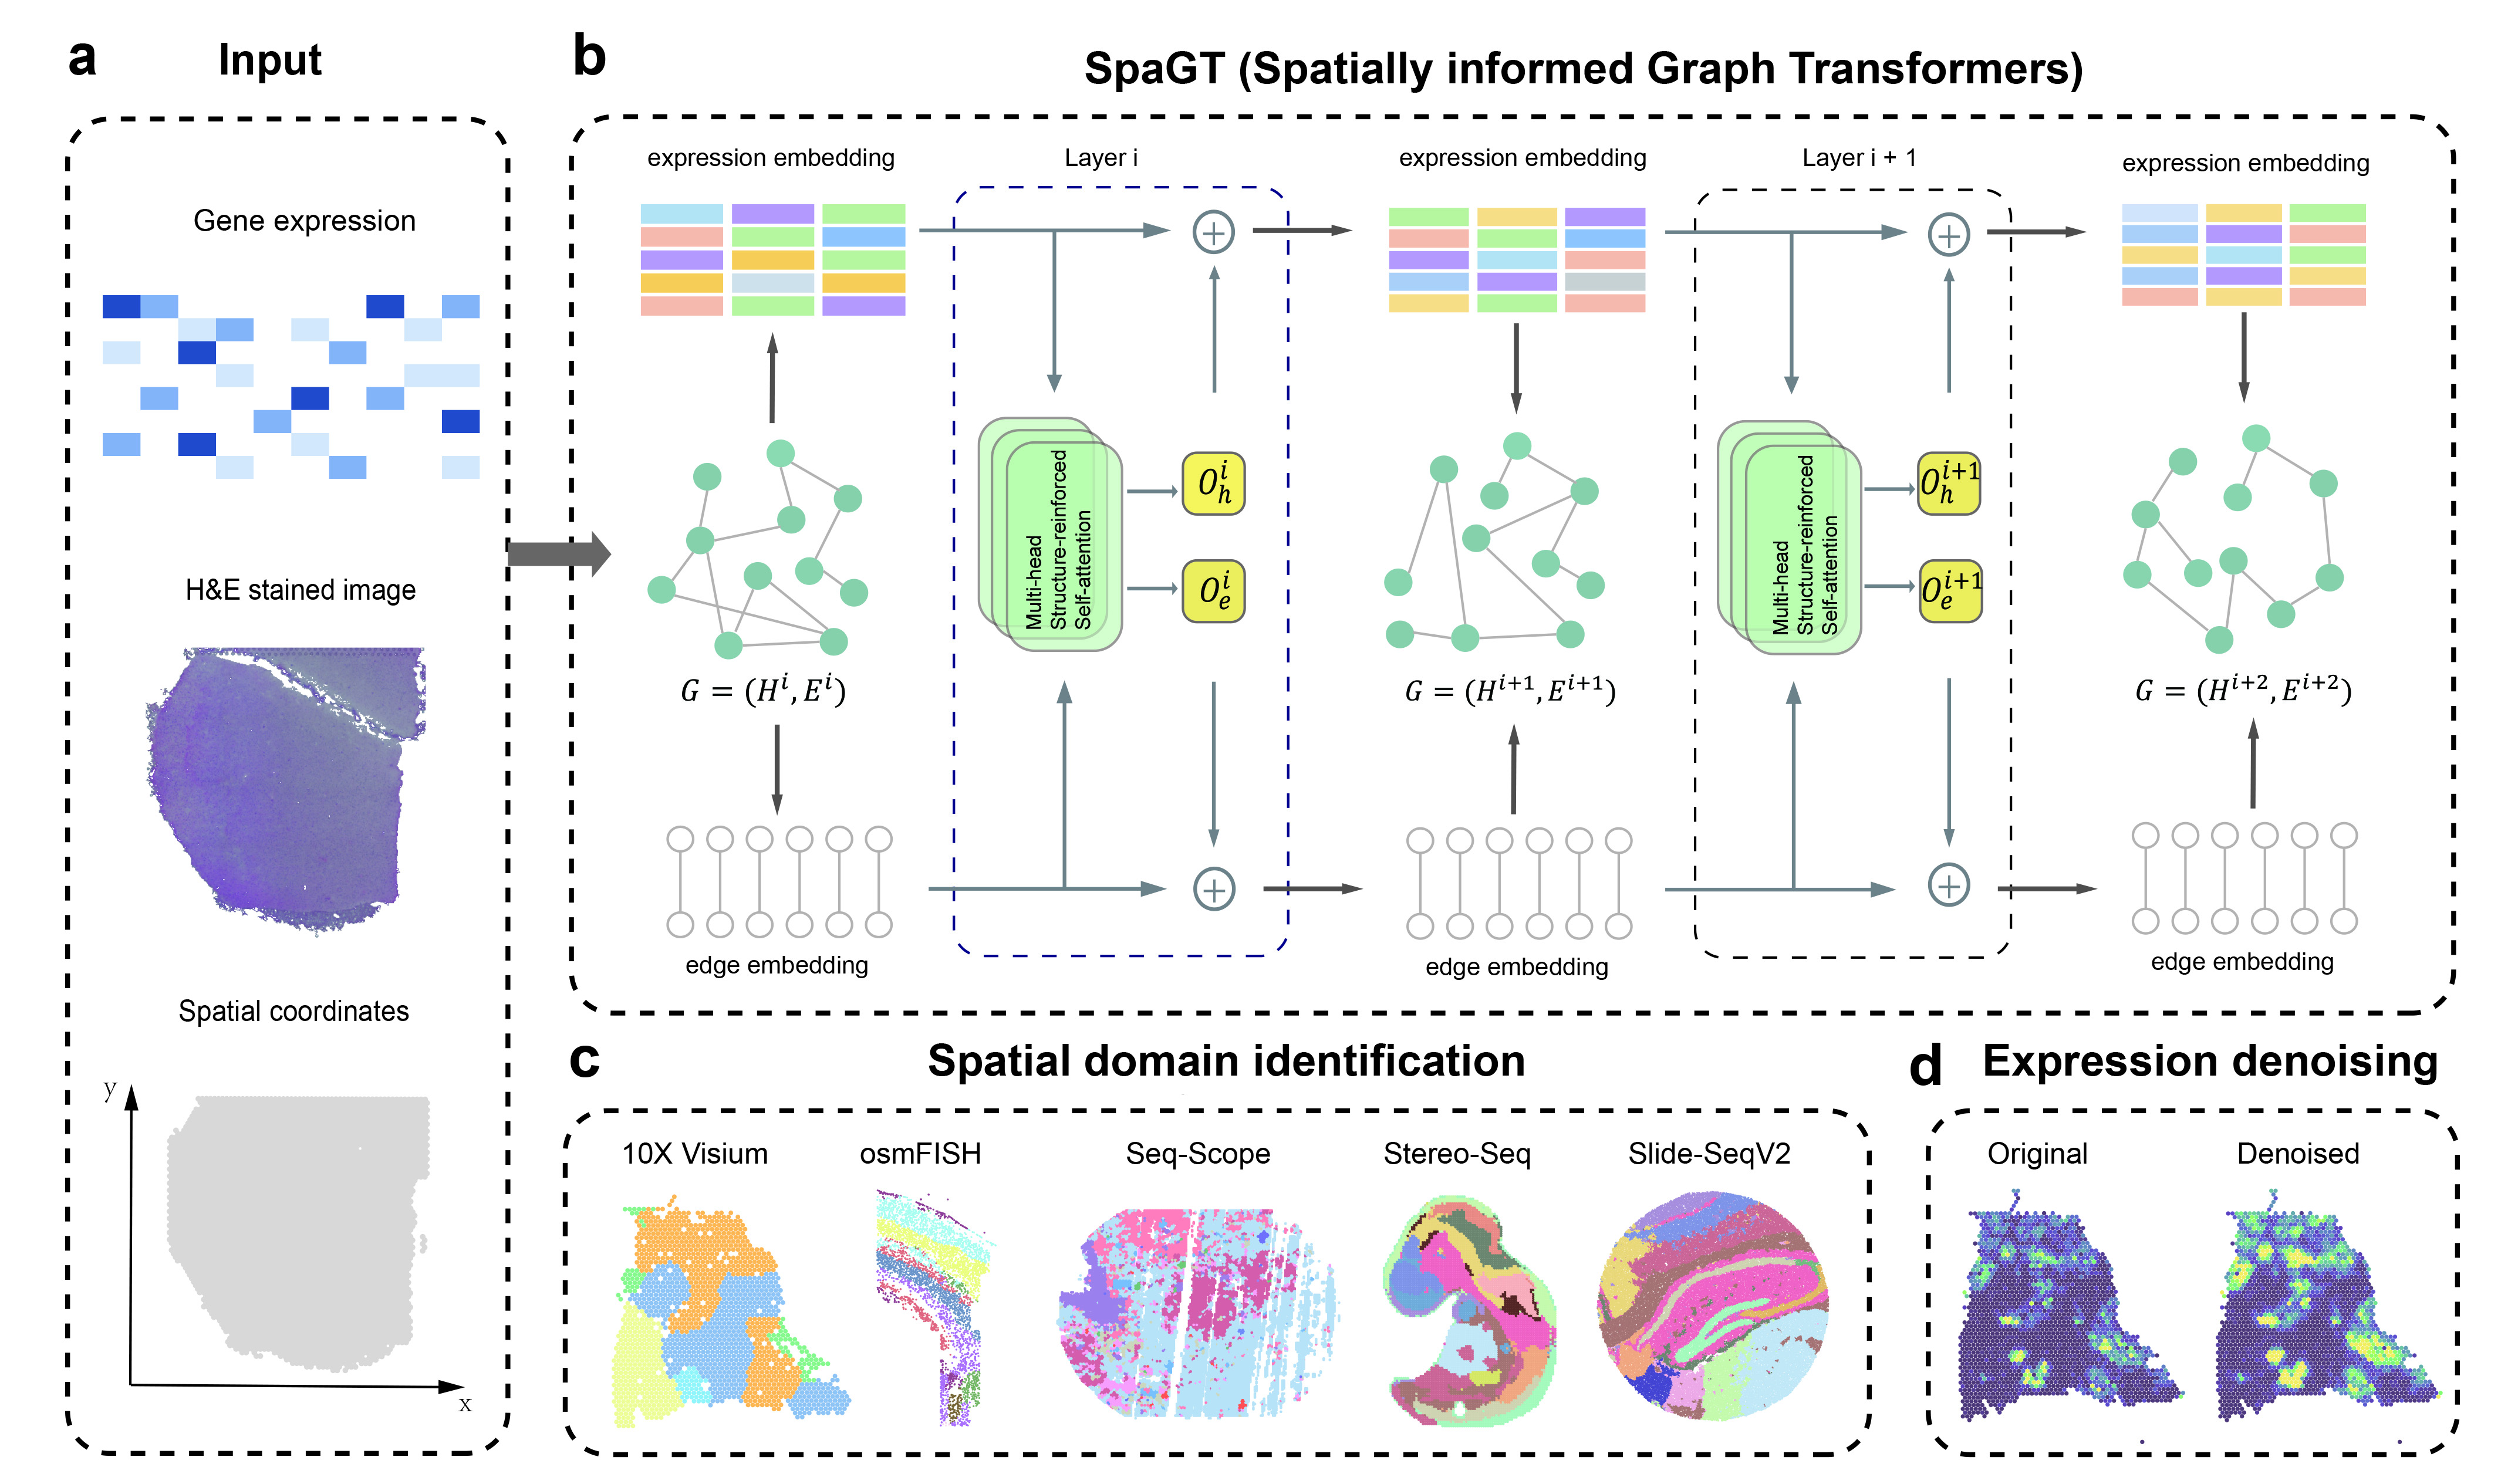 a Input
Gene expression
H&E stained image
Spatial coordinates
y
x
b SpaGT (Spatially informed Graph Transformers)
expression embedding
Layer i
expression embedding
Layer i + 1
expression embedding
Multi-head
Structure-reinforced
Self-attention
O_h^i
O_e^i
Multi-head
Structure-reinforced
Self-attention
O_h^{i+1}
O_e^{i+1}
G = (H^i, E^i)
G = (H^{i+1}, E^{i+1})
G = (H^{i+2}, E^{i+2})
edge embedding
edge embedding
edge embedding
c Spatial domain identification
10X Visium
osmFISH
Seq-Scope
Stereo-Seq
Slide-SeqV2
d Expression denoising
Original
Denoised